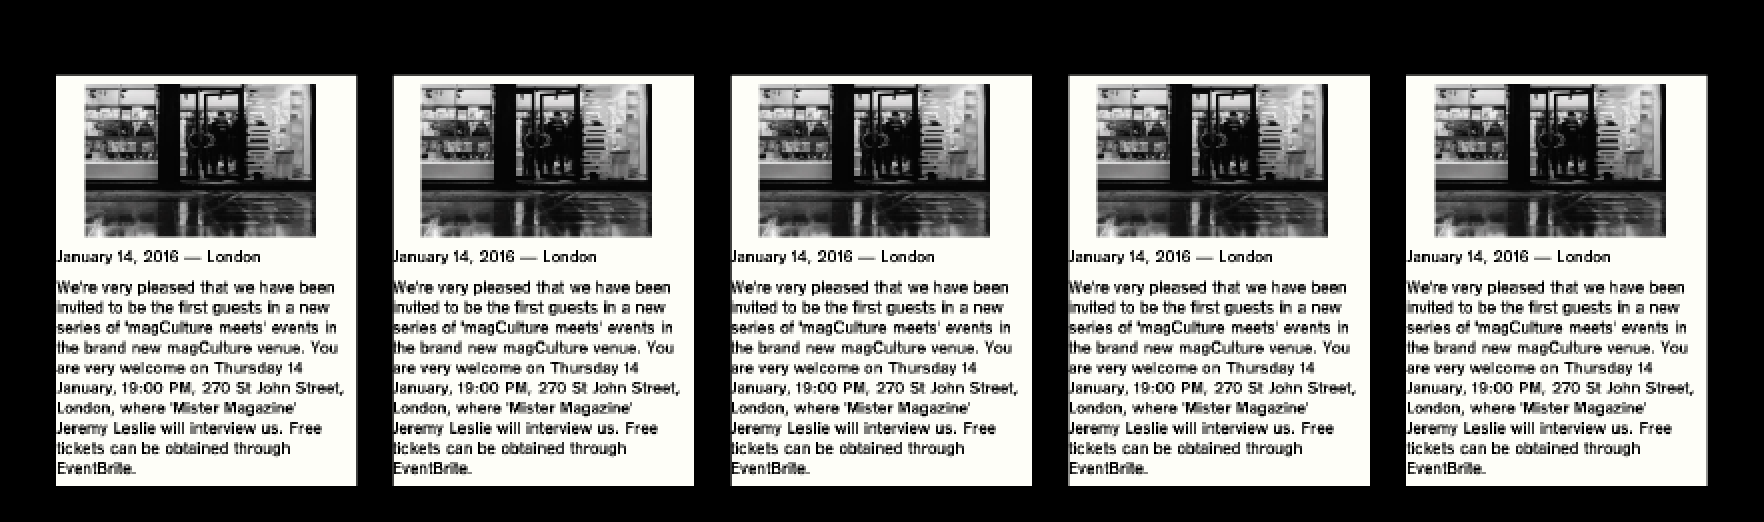 January 14, 2016 — London
We're very pleased that we have been
invited to be the first guests in a new
series of 'magCulture meets' events in
the brand new magCulture venue. You
are very welcome on Thursday 14
January, 19:00 PM, 270 St John Street,
London, where 'Mister Magazine'
Jeremy Leslie will interview us. Free
tickets can be obtained through
EventBrite.
January 14, 2016 — London
We're very pleased that we have been
invited to be the first guests in a new
series of 'magCulture meets' events in
the brand new magCulture venue. You
are very welcome on Thursday 14
January, 19:00 PM, 270 St John Street,
London, where 'Mister Magazine'
Jeremy Leslie will interview us. Free
tickets can be obtained through
EventBrite.
January 14, 2016 — London
We're very pleased that we have been
invited to be the first guests in a new
series of 'magCulture meets' events in
the brand new magCulture venue. You
are very welcome on Thursday 14
January, 19:00 PM, 270 St John Street,
London, where 'Mister Magazine'
Jeremy Leslie will interview us. Free
tickets can be obtained through
EventBrite.
January 14, 2016 — London
We're very pleased that we have been
invited to be the first guests in a new
series of 'magCulture meets' events in
the brand new magCulture venue. You
are very welcome on Thursday 14
January, 19:00 PM, 270 St John Street,
London, where 'Mister Magazine'
Jeremy Leslie will interview us. Free
tickets can be obtained through
EventBrite.
January 14, 2016 — London
We're very pleased that we have been
invited to be the first guests in a new
series of 'magCulture meets' events in
the brand new magCulture venue. You
are very welcome on Thursday 14
January, 19:00 PM, 270 St John Street,
London, where 'Mister Magazine'
Jeremy Leslie will interview us. Free
tickets can be obtained through
EventBrite.